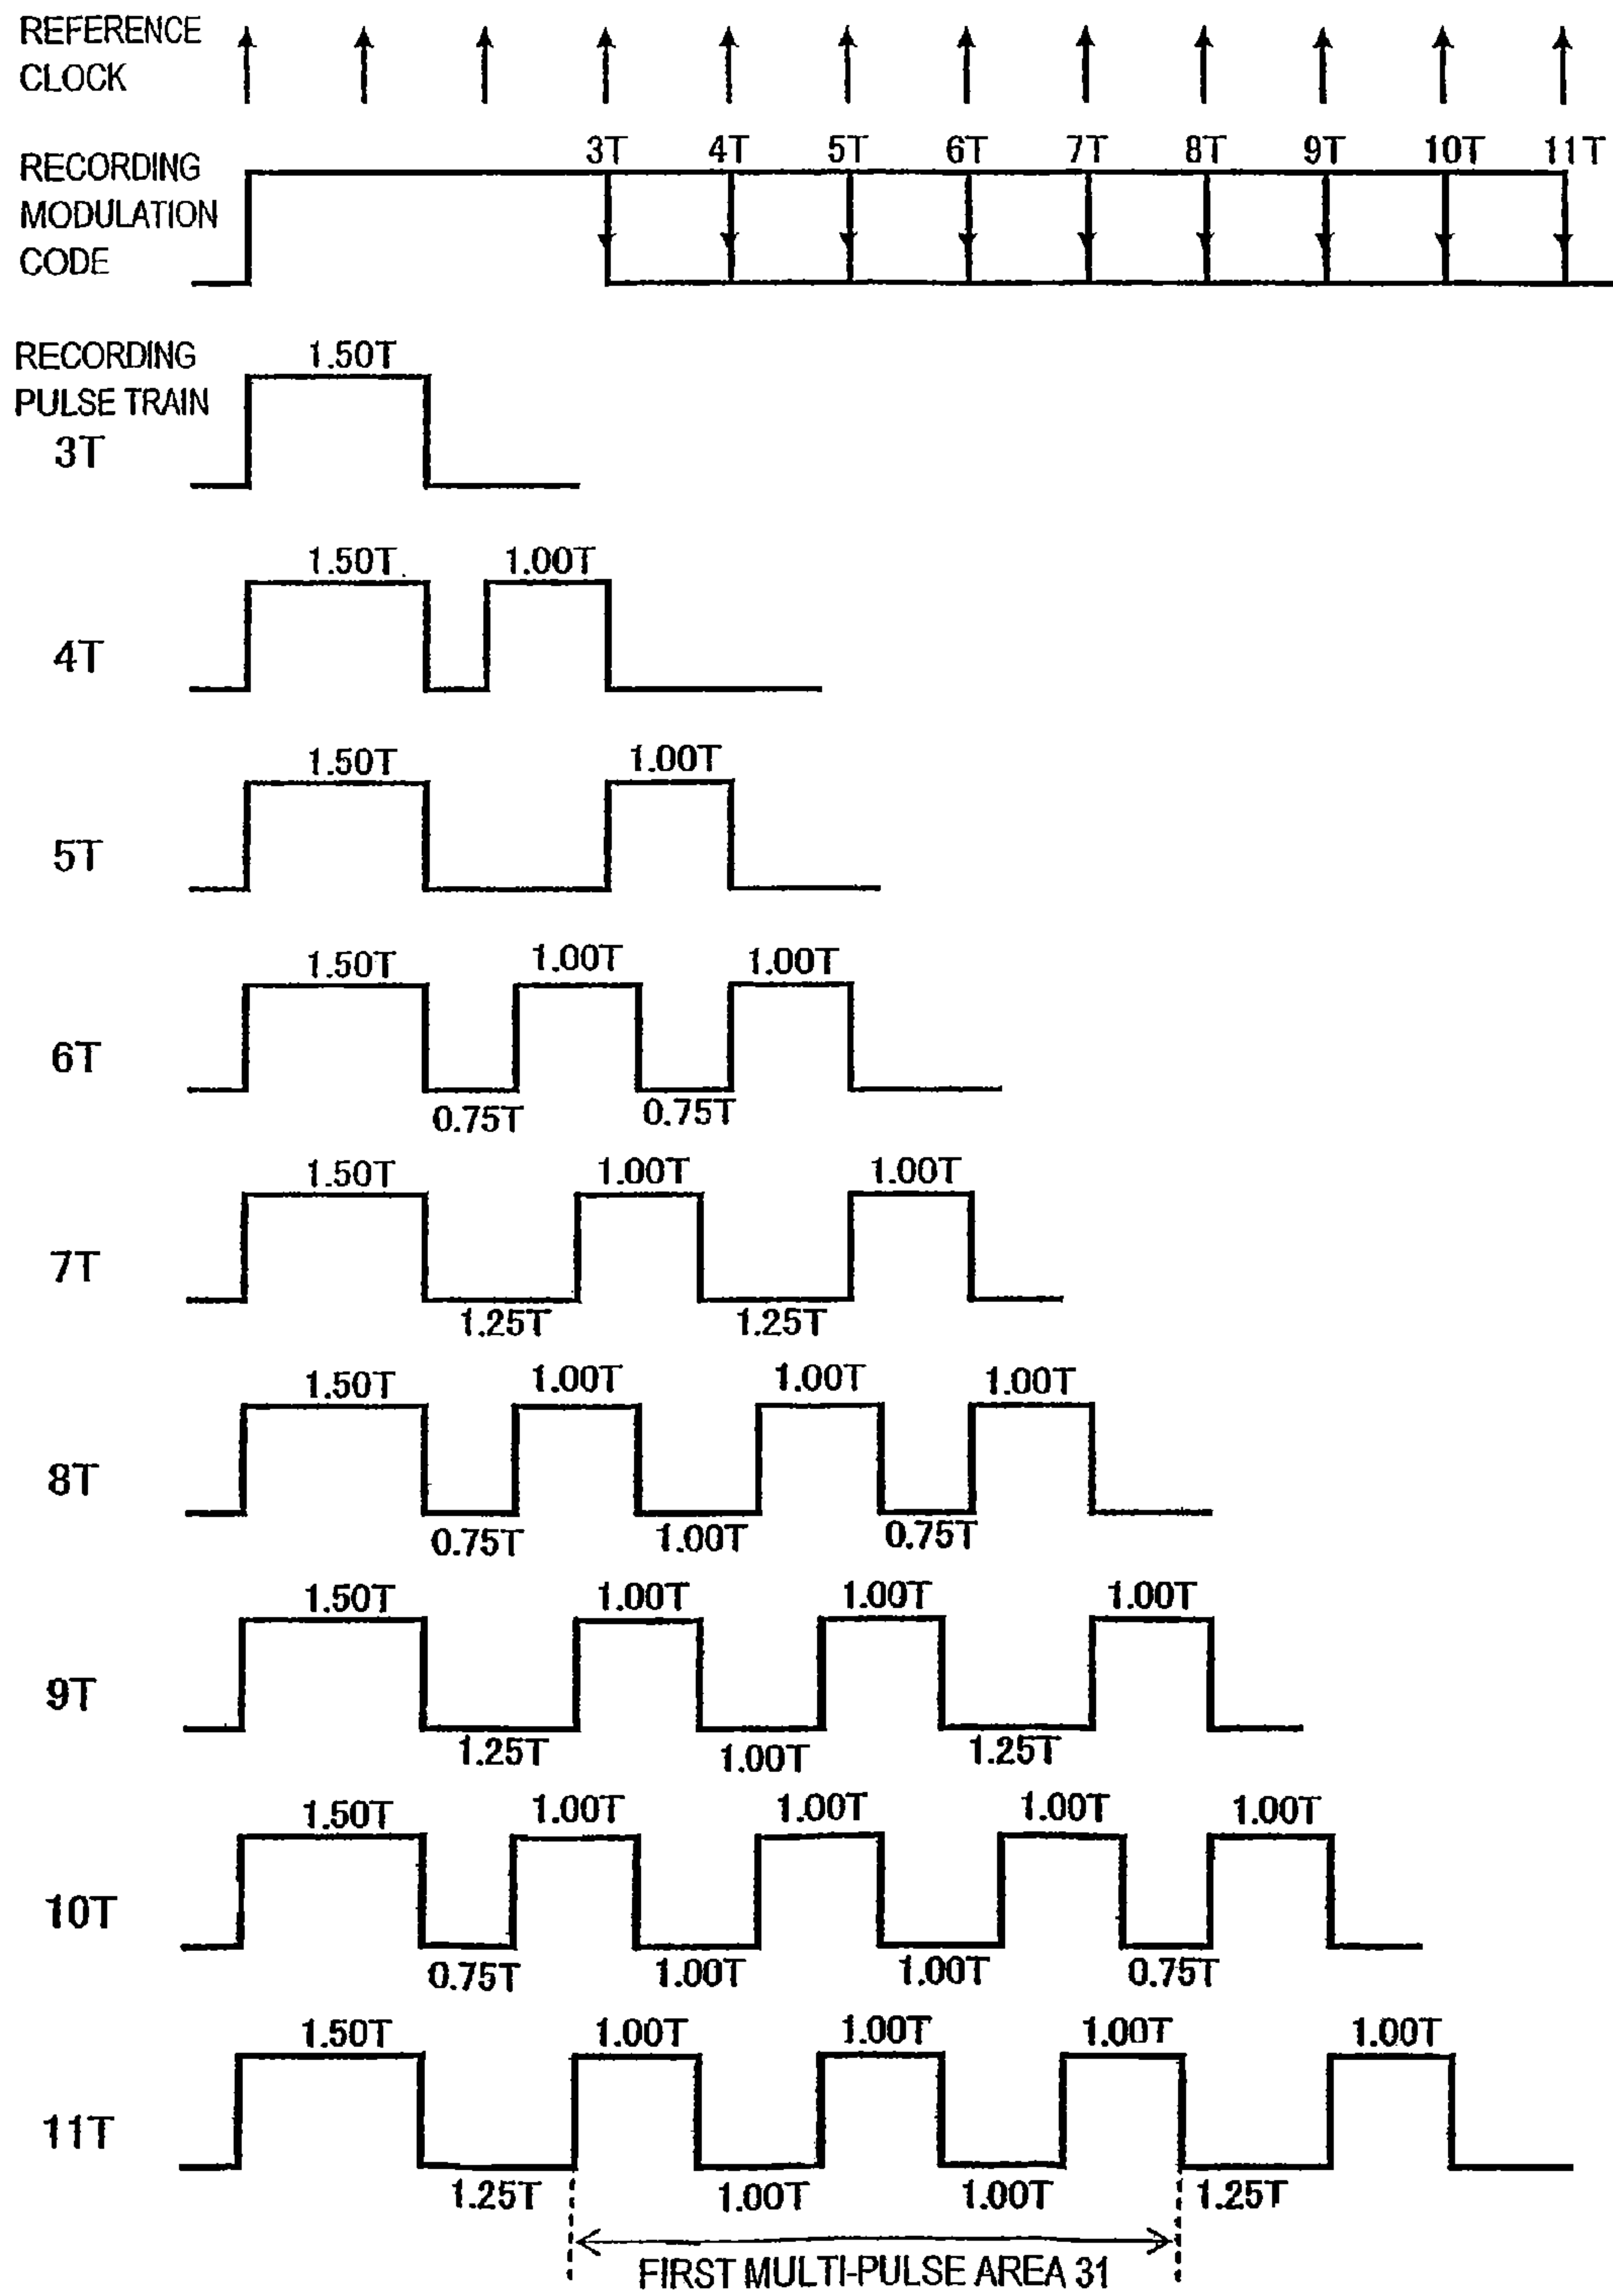 REFERENCE
CLOCK
RECORDING
MODULATION
CODE
3T 4T 5T 6T 7T 8T 9T 10T 11T
RECORDING
PULSE TRAIN
3T
1.50T
4T
1.50T 1.00T
5T
1.50T 1.00T
6T
1.50T 1.00T 1.00T
0.75T 0.75T
7T
1.50T 1.00T 1.00T
1.25T 1.25T
8T
1.50T 1.00T 1.00T 1.00T
0.75T 1.00T 0.75T
9T
1.50T 1.00T 1.00T 1.00T
1.25T 1.00T 1.25T
10T
1.50T 1.00T 1.00T 1.00T 1.00T
0.75T 1.00T 1.00T 0.75T
11T
1.50T 1.00T 1.00T 1.00T 1.00T
1.25T 1.00T 1.00T 1.25T
FIRST MULTI-PULSE AREA 31